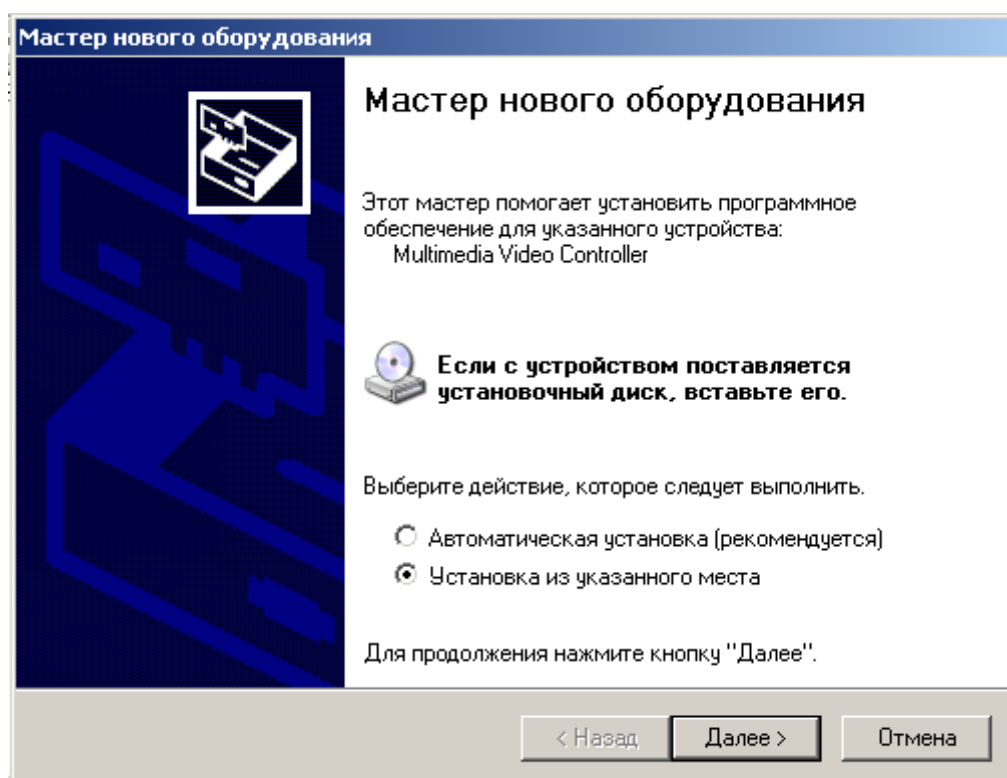 Мастер нового оборудования
Мастер нового оборудования
Этот мастер помогает установить программное
обеспечение для указанного устройства:
Multimedia Video Controller
Если с устройством поставляется
установочный диск, вставьте его.
Выберите действие, которое следует выполнить.
Автоматическая установка (рекомендуется)
Установка из указанного места
Для продолжения нажмите кнопку "Далее".
< Назад
Далее >
Отмена